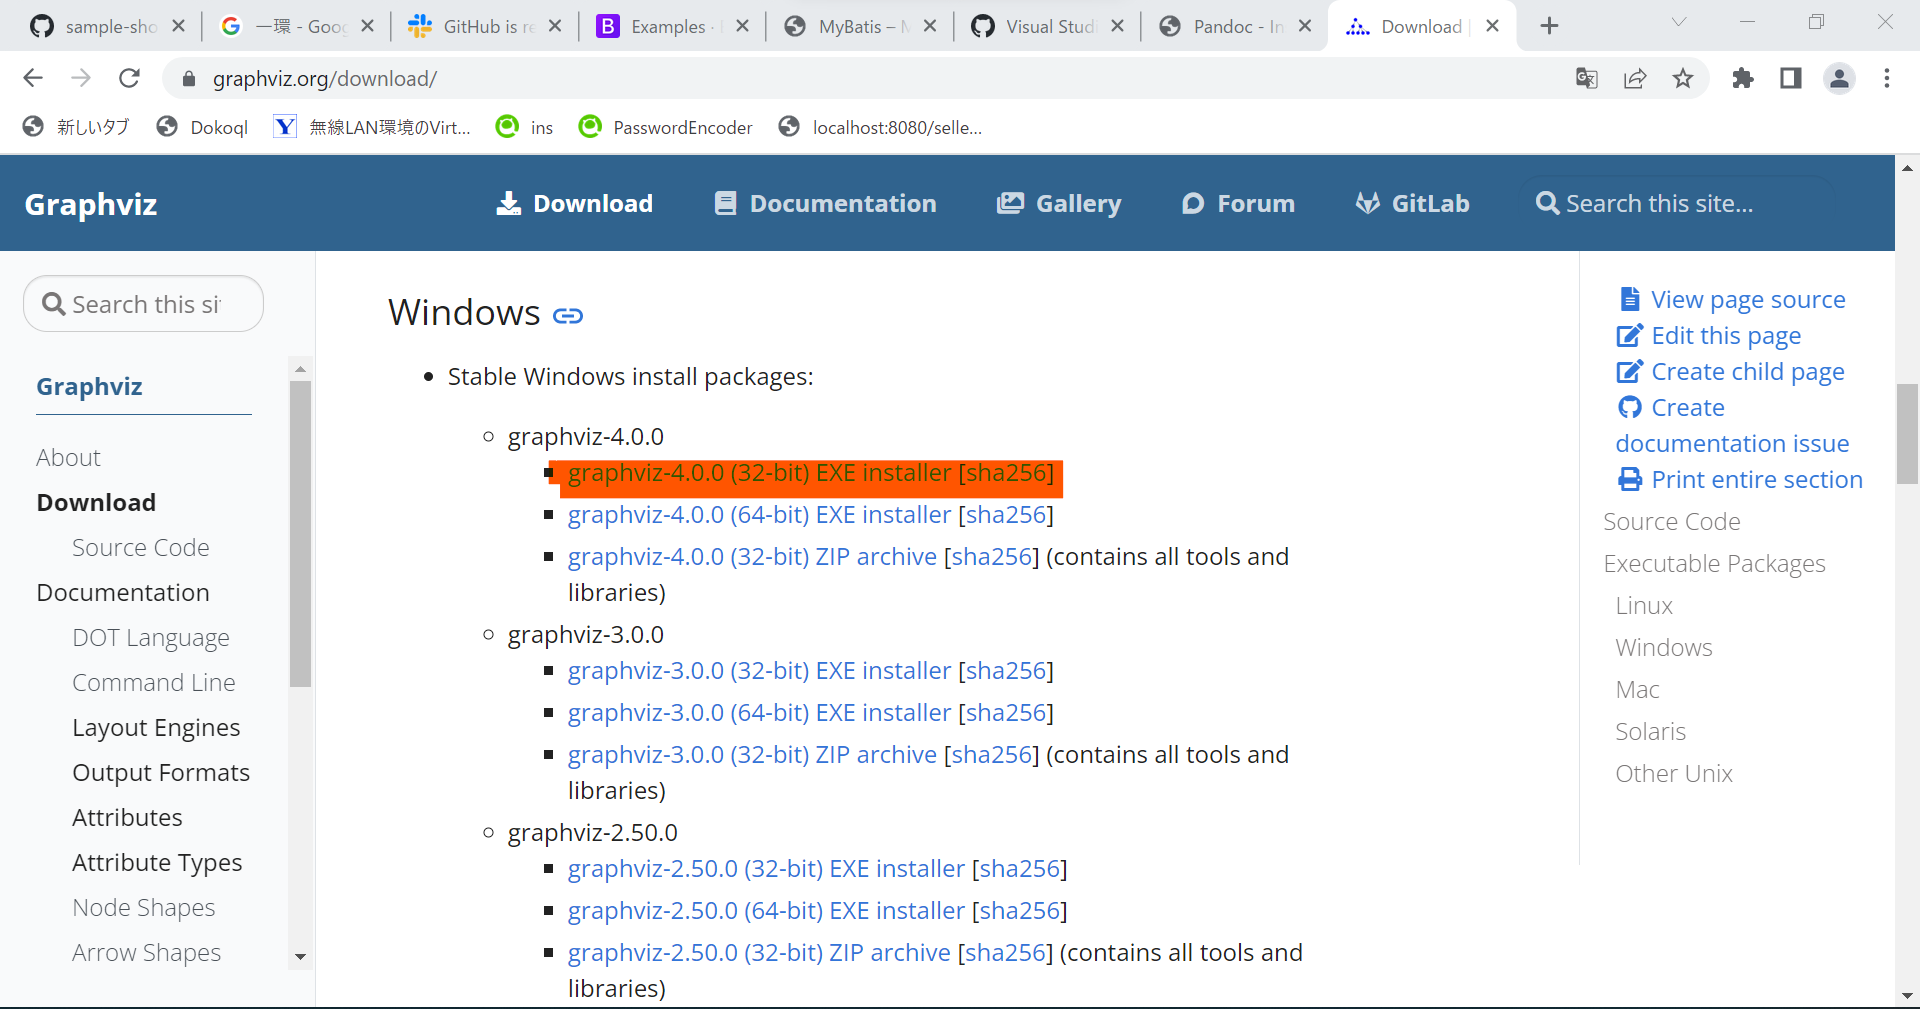 sample-sho
一環 - Goog
GitHub is re
Examples ·
MyBatis –
Visual Studi
Pandoc - In
Download |
graphviz.org/download/
新しいタブ
Dokoql
無線LAN環境のVirt...
ins
PasswordEncoder
localhost:8080/selle...
Graphviz
Download
Documentation
Gallery
Forum
GitLab
Search this site...
Search this si
Graphviz
About
Download
Source Code
Documentation
DOT Language
Command Line
Layout Engines
Output Formats
Attributes
Attribute Types
Node Shapes
Arrow Shapes
Windows
Stable Windows install packages:
graphviz-4.0.0
graphviz-4.0.0 (32-bit) EXE installer [sha256]
graphviz-4.0.0 (64-bit) EXE installer [sha256]
graphviz-4.0.0 (32-bit) ZIP archive [sha256] (contains all tools and
libraries)
graphviz-3.0.0
graphviz-3.0.0 (32-bit) EXE installer [sha256]
graphviz-3.0.0 (64-bit) EXE installer [sha256]
graphviz-3.0.0 (32-bit) ZIP archive [sha256] (contains all tools and
libraries)
graphviz-2.50.0
graphviz-2.50.0 (32-bit) EXE installer [sha256]
graphviz-2.50.0 (64-bit) EXE installer [sha256]
graphviz-2.50.0 (32-bit) ZIP archive [sha256] (contains all tools and
libraries)
View page source
Edit this page
Create child page
Create
documentation issue
Print entire section
Source Code
Executable Packages
Linux
Windows
Mac
Solaris
Other Unix